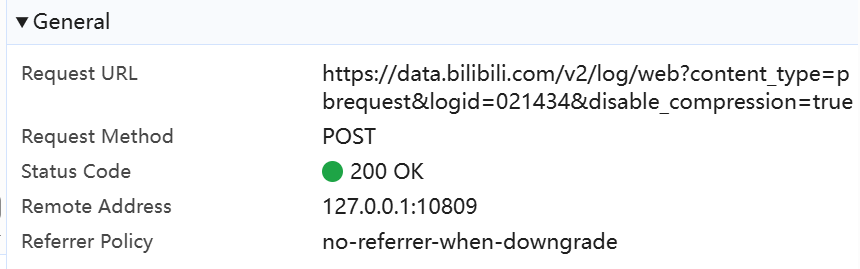 General
Request URL https://data.bilibili.com/v2/log/web?content_type=p
brequest&logid=021434&disable_compression=true
Request Method POST
Status Code 200 OK
Remote Address 127.0.0.1:10809
Referrer Policy no-referrer-when-downgrade